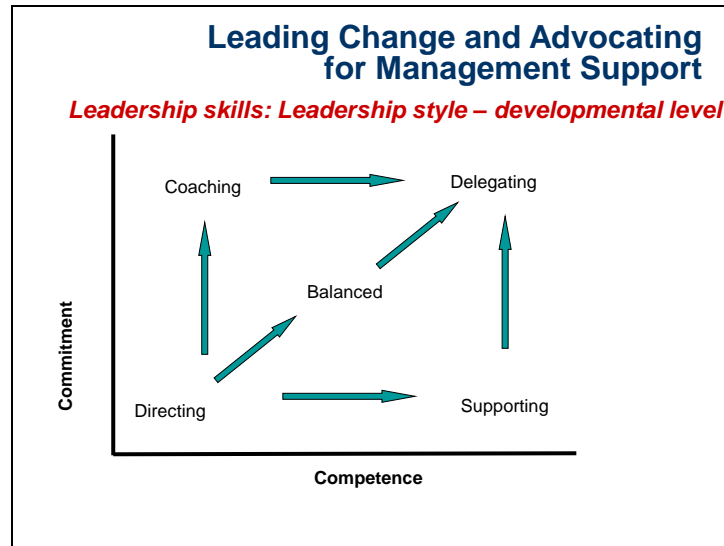 Leading Change and Advocating
for Management Support
Leadership skills: Leadership style – developmental level
Coaching
Delegating
Balanced
Commitment
Directing
Supporting
Competence